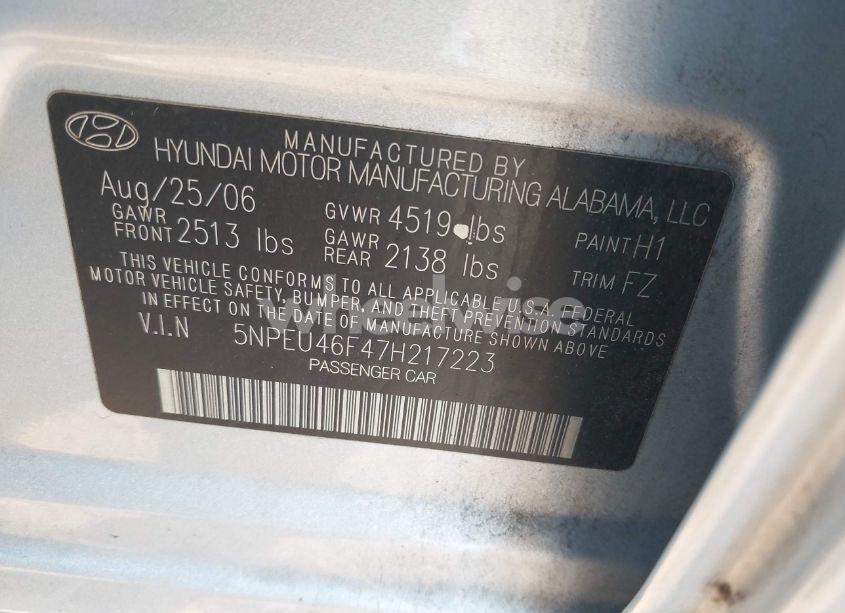 MANUFACTURED BY
HYUNDAI MOTOR MANUFACTURING ALABAMA, LLC
Aug/25/06 GVWR 4519 lbs PAINT H1
GAWR FRONT 2513 lbs GAWR REAR 2138 lbs TRIM FZ
THIS VEHICLE CONFORMS TO ALL APPLICABLE U.S.A. FEDERAL
MOTOR VEHICLE SAFETY, BUMPER, AND THEFT PREVENTION STANDARDS
IN EFFECT ON THE DATE OF MANUFACTURE SHOWN ABOVE
V.I.N 5NPEU46F47H217223
PASSENGER CAR
wheelwise